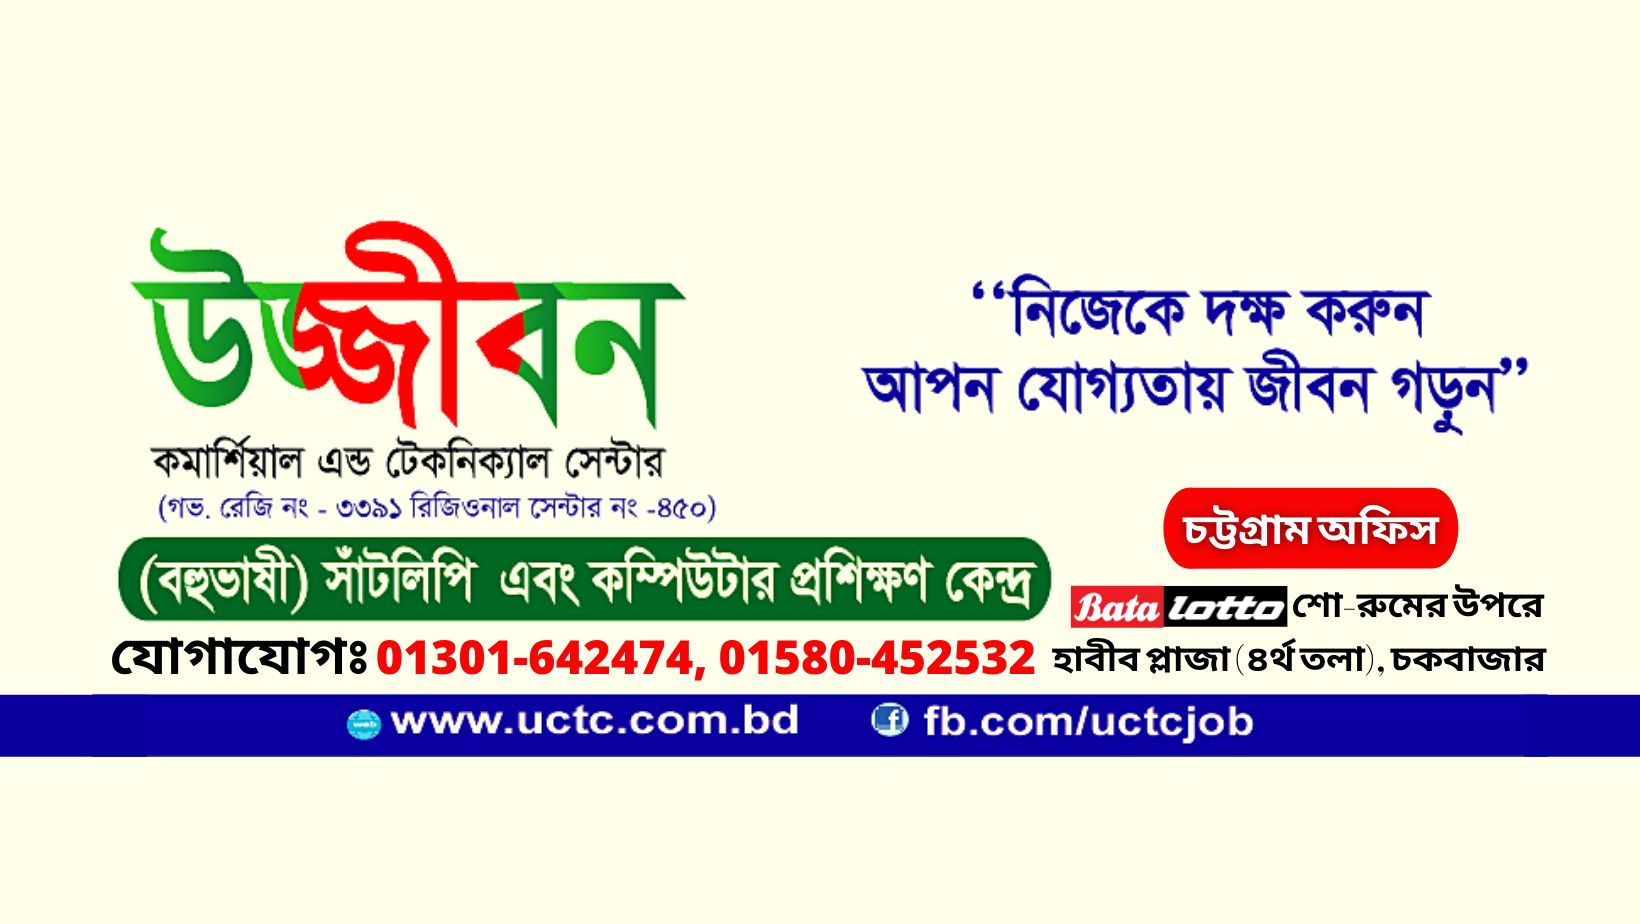 উজ্জীবন
কমার্শিয়াল এন্ড টেকনিক্যাল সেন্টার
(গভ. রেজি নং - ৩৩৯১ রিজিওনাল সেন্টার নং -৪৫০)
(বহুভাষী) সাঁটলিপি এবং কম্পিউটার প্রশিক্ষণ কেন্দ্র
যোগাযোগঃ 01301-642474, 01580-452532
‘‘নিজেকে দক্ষ করুন
আপন যোগ্যতায় জীবন গড়ুন”
চট্টগ্রাম অফিস
Bata lotto শো-রুমের উপরে
হাবীব প্লাজা (৪র্থ তলা), চকবাজার
web www.uctc.com.bd f fb.com/uctcjob